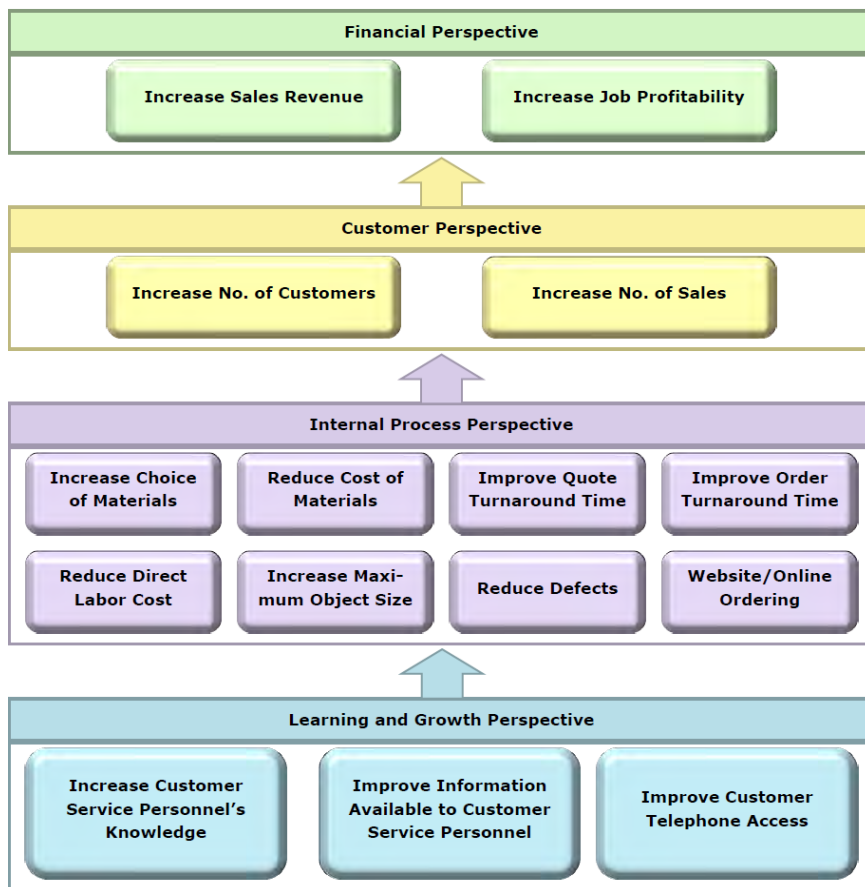 Financial Perspective
Increase Sales Revenue
Increase Job Profitability
Customer Perspective
Increase No. of Customers
Increase No. of Sales
Internal Process Perspective
Increase Choice
of Materials
Reduce Cost of
Materials
Improve Quote
Turnaround Time
Improve Order
Turnaround Time
Reduce Direct
Labor Cost
Increase Maxi-
mum Object Size
Reduce Defects
Website/Online
Ordering
Learning and Growth Perspective
Increase Customer
Service Personnel’s
Knowledge
Improve Information
Available to Customer
Service Personnel
Improve Customer
Telephone Access